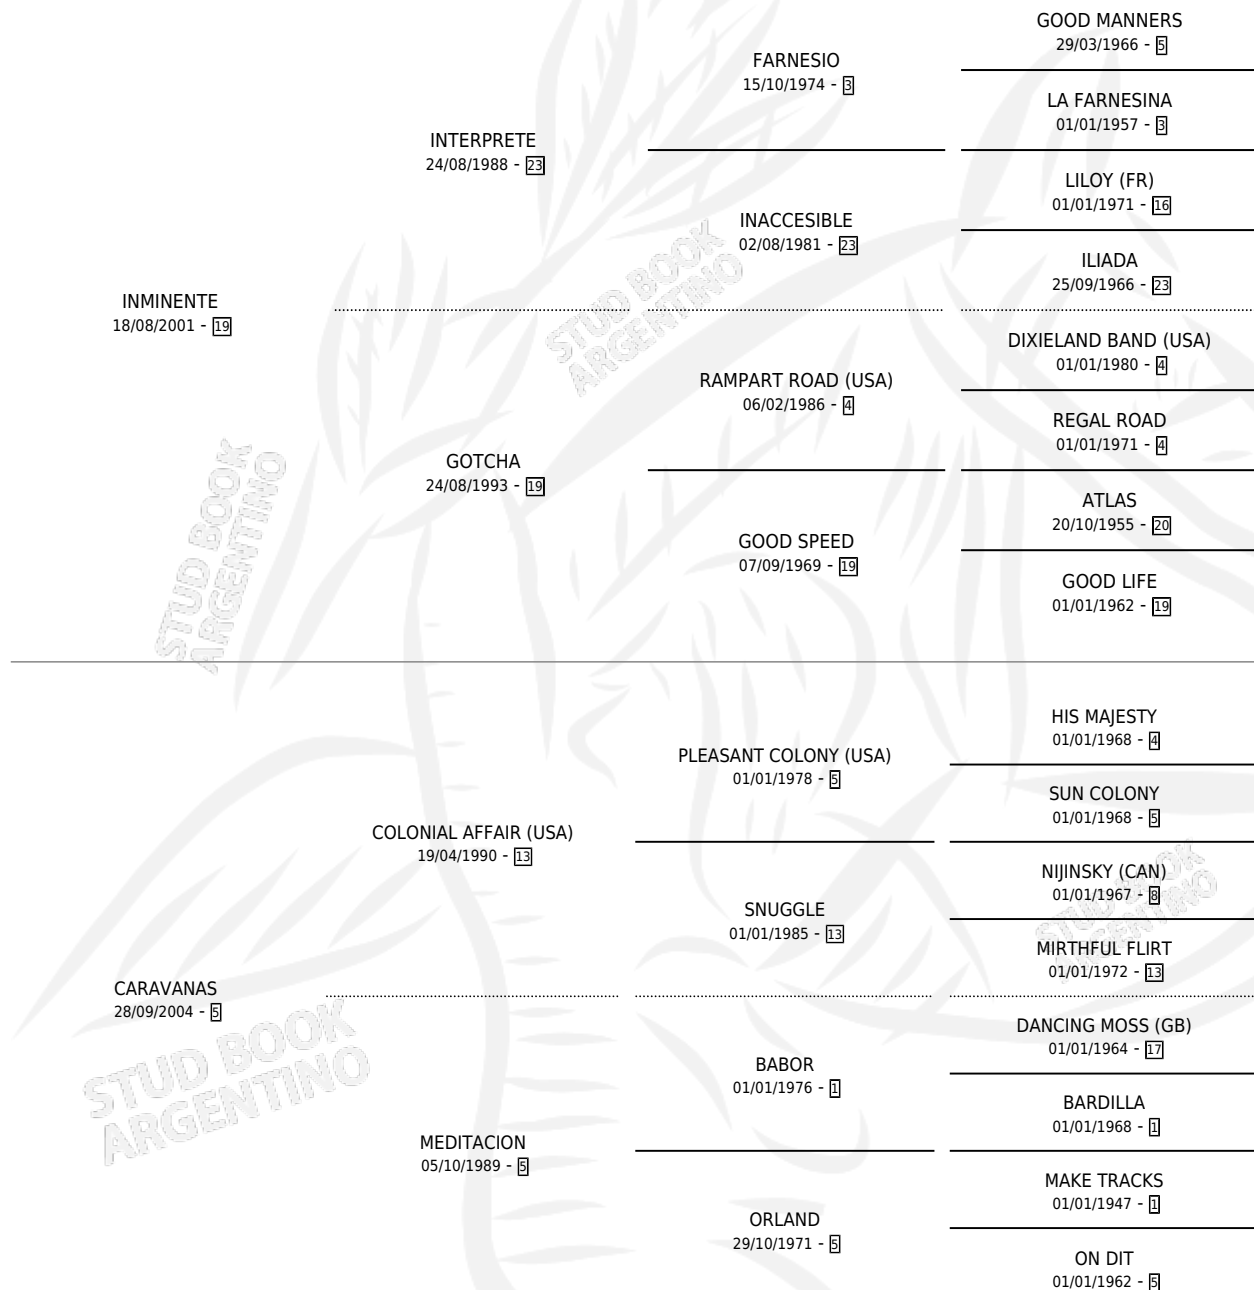 GOOD MANNERS
29/03/1966 - 5
FARNESIO
15/10/1974 - 3
LA FARNESINA
01/01/1957 - 3
INTERPRETE
24/08/1988 - 23
LILOY (FR)
01/01/1971 - 16
INACCESIBLE
02/08/1981 - 23
ILIADA
25/09/1966 - 23
INMINENTE
18/08/2001 - 19
DIXIELAND BAND (USA)
01/01/1980 - 4
RAMPART ROAD (USA)
06/02/1986 - 4
REGAL ROAD
01/01/1971 - 4
GOTCHA
24/08/1993 - 19
ATLAS
20/10/1955 - 20
GOOD SPEED
07/09/1969 - 19
GOOD LIFE
01/01/1962 - 19
HIS MAJESTY
01/01/1968 - 4
PLEASANT COLONY (USA)
01/01/1978 - 5
SUN COLONY
01/01/1968 - 5
COLONIAL AFFAIR (USA)
19/04/1990 - 13
NIJINSKY (CAN)
01/01/1967 - 8
SNUGGLE
01/01/1985 - 13
MIRTHFUL FLIRT
01/01/1972 - 13
CARAVANAS
28/09/2004 - 5
DANCING MOSS (GB)
01/01/1964 - 17
BABOR
01/01/1976 - 1
BARDILLA
01/01/1968 - 1
MEDITACION
05/10/1989 - 5
MAKE TRACKS
01/01/1947 - 1
ORLAND
29/10/1971 - 5
ON DIT
01/01/1962 - 5
STUD BOOK
ARGENTINO
STUD BOOK
ARGENTINO
STUD BOOK
ARGENTINO
STUD BOOK
ARGENTINO